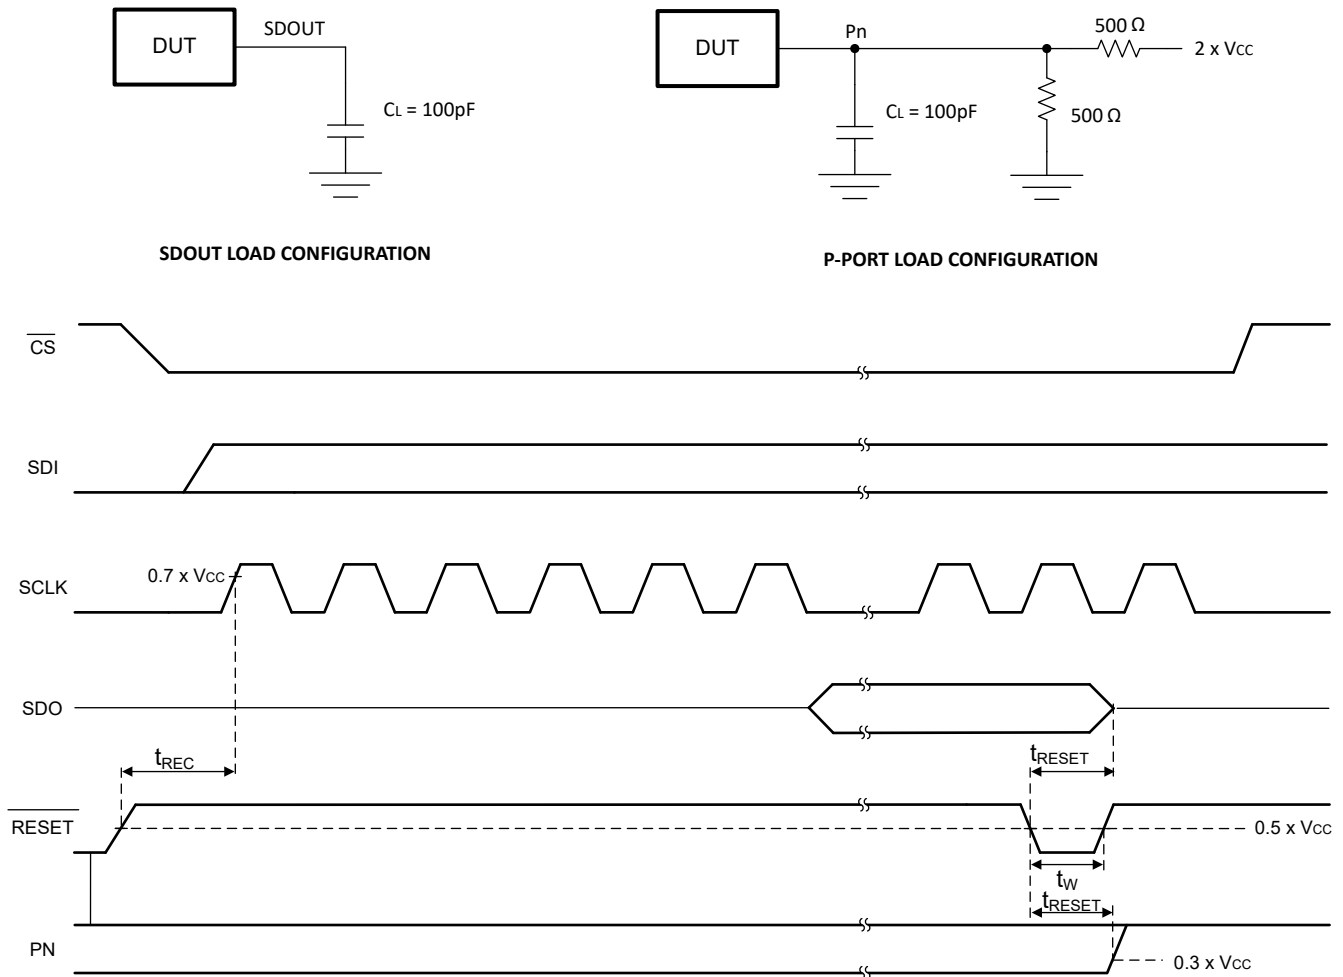 DUT
SDOUT
CL = 100pF
SDOUT LOAD CONFIGURATION
DUT
Pn
500 Ω
2 x VCC
CL = 100pF
500 Ω
P-PORT LOAD CONFIGURATION
CS
SDI
SCLK
0.7 x VCC
SDO
tREC
tRESET
RESET
0.5 x VCC
tW
tRESET
PN
0.3 x VCC